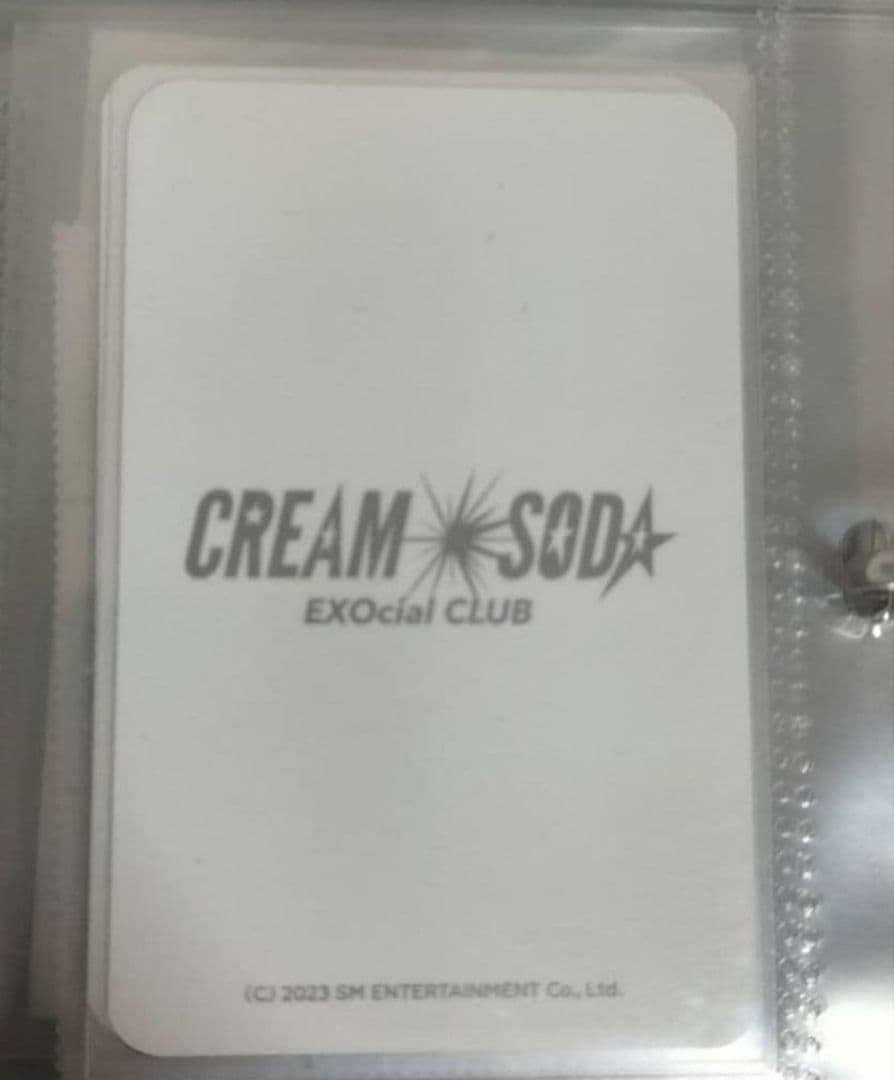 CREAM SODA
EXOcial CLUB
(C) 2023 SM ENTERTAINMENT Co., Ltd.